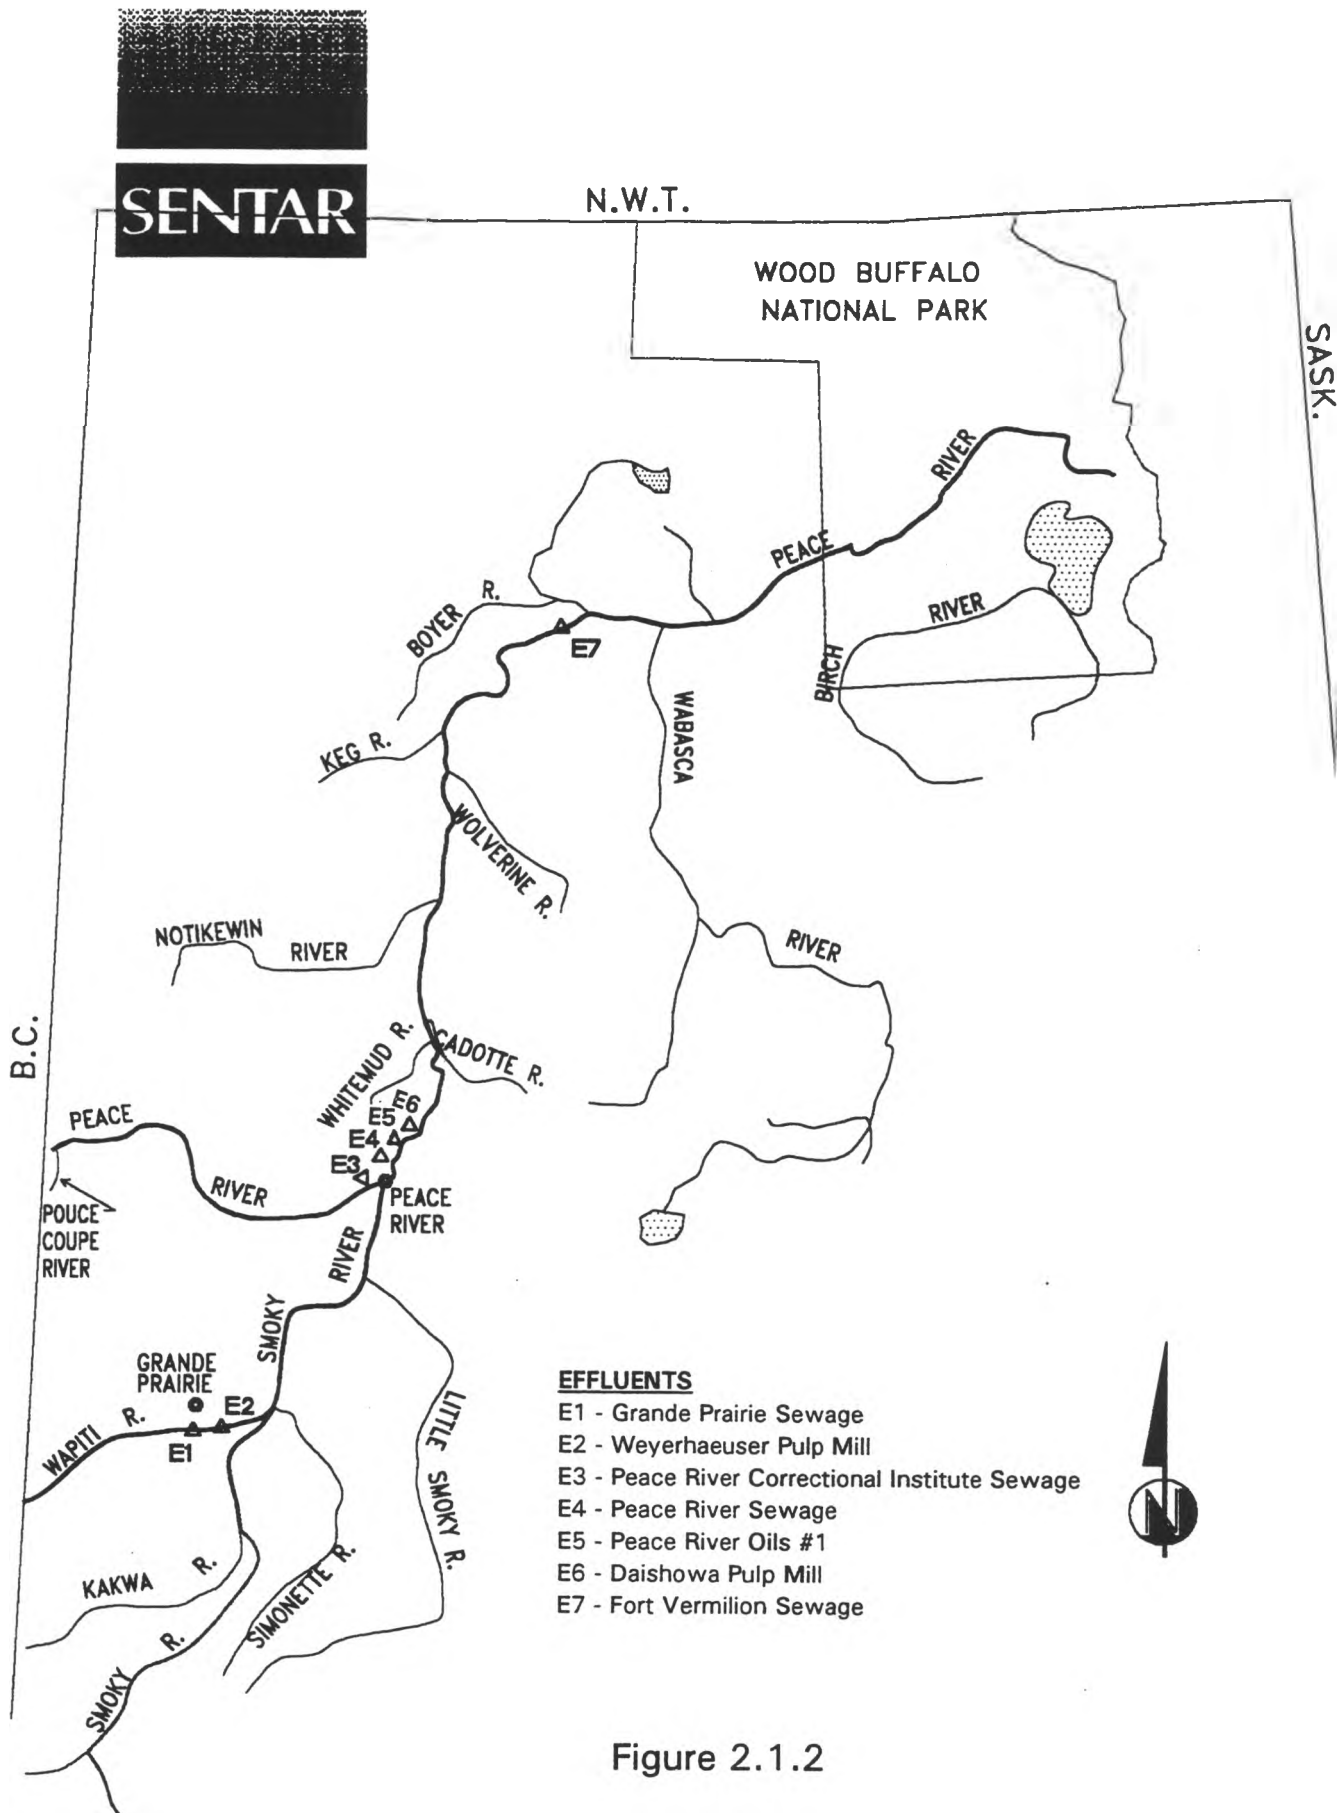 SENTAR
N.W.T.
WOOD BUFFALO
NATIONAL PARK
SASK.
RIVER
PEACE
BOYER R.
E7
RIVER
BIRCH
KEG R.
WABASCA
WOLVERINE R.
NOTIKEWIN
RIVER
RIVER
B.C.
WHITEMUD R.
CADOTTE R.
PEACE
E6
E5
E4
E3
RIVER
PEACE
RIVER
POUCE
COUPE
RIVER
RIVER
SMOKY
GRANDE
PRAIRIE
WAPITI R.
E2
E1
LITTLE SMOKY R.
KAKWA R.
SIMONETTE R.
SMOKY R.
EFFLUENTS
E1 - Grande Prairie Sewage
E2 - Weyerhaeuser Pulp Mill
E3 - Peace River Correctional Institute Sewage
E4 - Peace River Sewage
E5 - Peace River Oils #1
E6 - Daishowa Pulp Mill
E7 - Fort Vermilion Sewage
N
Figure 2.1.2